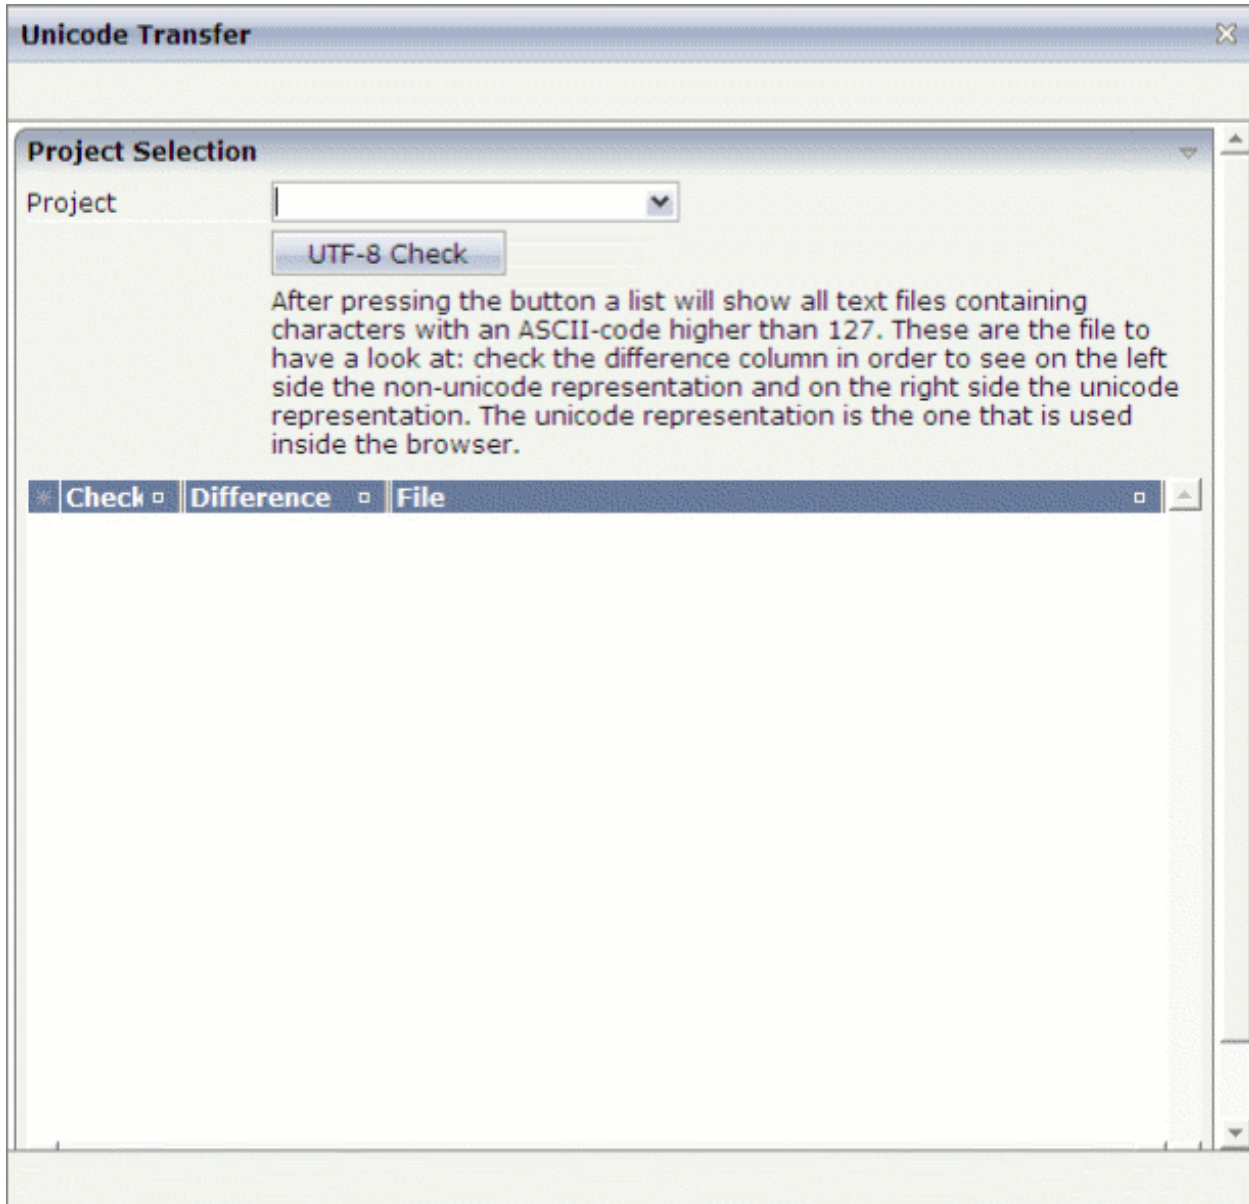 Unicode Transfer
Project Selection
Project
UTF-8 Check
After pressing the button a list will show all text files containing
characters with an ASCII-code higher than 127. These are the file to
have a look at: check the difference column in order to see on the left
side the non-unicode representation and on the right side the unicode
representation. The unicode representation is the one that is used
inside the browser.
Check Difference File